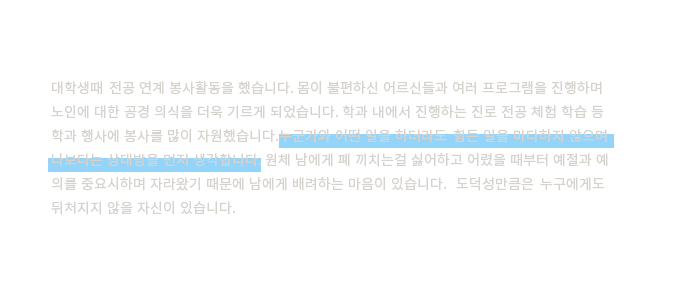 대학생때 전공 연계 봉사활동을 했습니다. 몸이 불편하신 어르신들과 여러 프로그램을 진행하며
노인에 대한 공경 의식을 더욱 기르게 되었습니다. 학과 내에서 진행하는 진로 전공 체험 학습 등
학과 행사에 봉사를 많이 자원했습니다. 누군가와 어떤 일을 하더라도 힘든 일을 마다하지 않으며
나보다는 상대방을 먼저 생각합니다. 원체 남에게 폐 끼치는걸 싫어하고 어렸을 때부터 예절과 예
의를 중요시하며 자라왔기 때문에 남에게 배려하는 마음이 있습니다. 도덕성만큼은 누구에게도
뒤처지지 않을 자신이 있습니다.